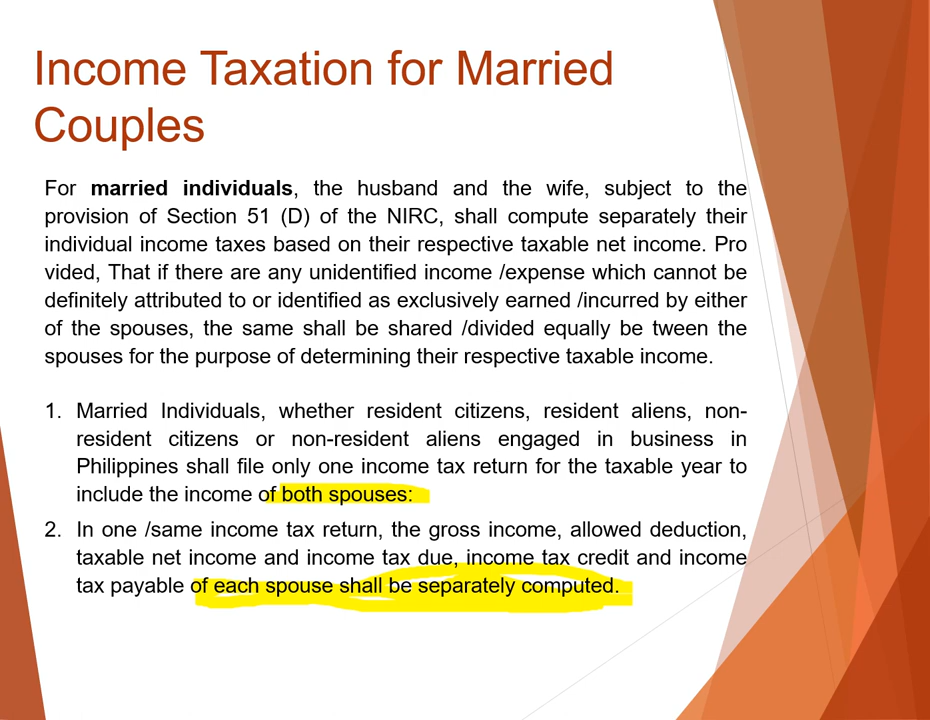 Income Taxation for Married
Couples
For married individuals, the husband and the wife, subject to the
provision of Section 51 (D) of the NIRC, shall compute separately their
individual income taxes based on their respective taxable net income. Pro
vided, That if there are any unidentified income /expense which cannot be
definitely attributed to or identified as exclusively earned /incurred by either
of the spouses, the same shall be shared /divided equally be tween the
spouses for the purpose of determining their respective taxable income.
1. Married Individuals, whether resident citizens, resident aliens, non-
resident citizens or non-resident aliens engaged in business in
Philippines shall file only one income tax return for the taxable year to
include the income of both spouses:
2. In one /same income tax return, the gross income, allowed deduction,
taxable net income and income tax due, income tax credit and income
tax payable of each spouse shall be separately computed.